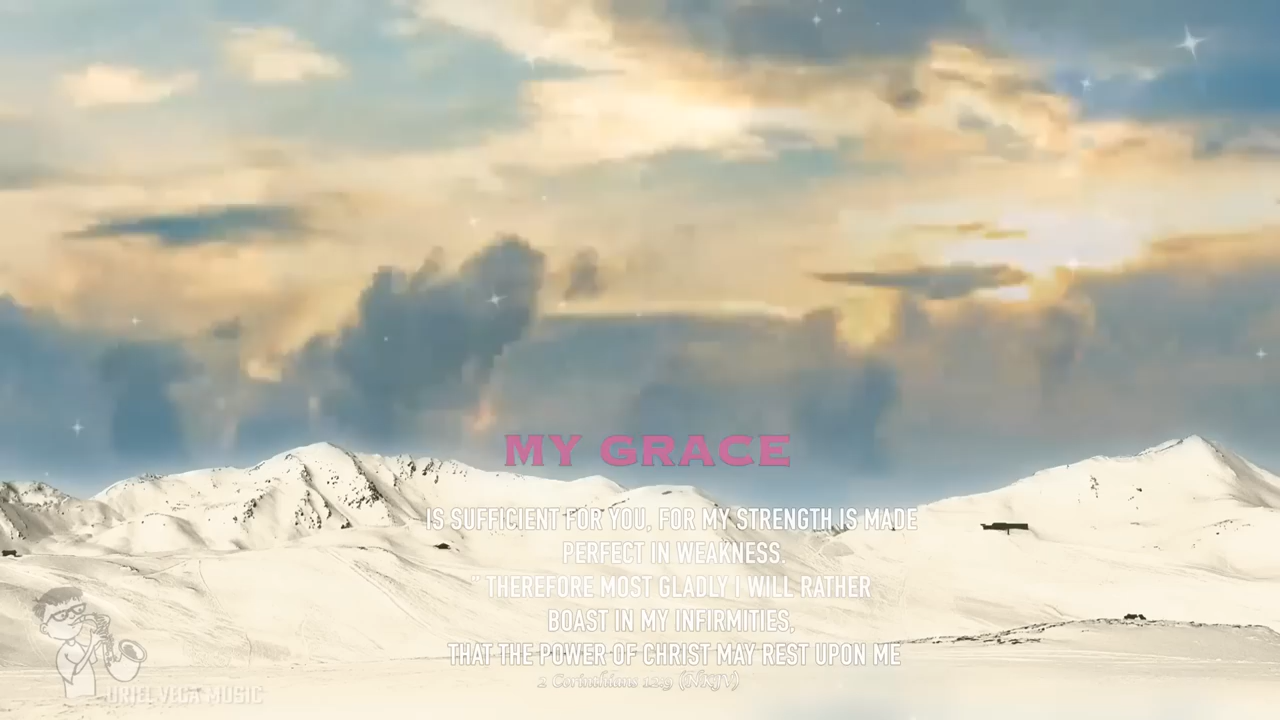 MY GRACE
IS SUFFICIENT FOR YOU, FOR MY STRENGTH IS MADE
PERFECT IN WEAKNESS.
" THEREFORE MOST GLADLY I WILL RATHER
BOAST IN MY INFIRMITIES,
THAT THE POWER OF CHRIST MAY REST UPON ME
2 Corinthians 12:9 (NKJV)
URIEL VEGA MUSIC